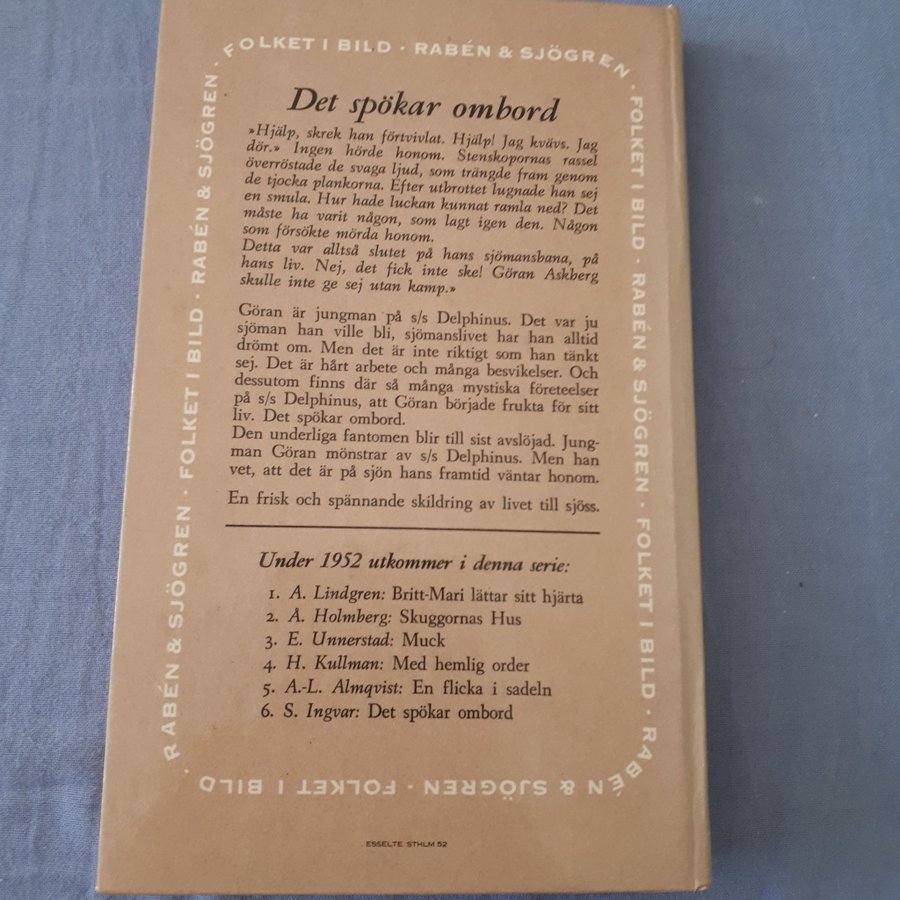 FOLKET I BILD · RABÉN & SJÖGREN · FOLKET I BILD · RABÉN & SJÖGREN · FOLKET I BILD · RABÉN & SJÖGREN · FOLKET I BILD · RABÉN & SJÖGREN · FOLKET I BILD · RABÉN & SJÖGREN ·
Det spökar ombord
»Hjälp, skrek han förtvivlat. Hjälp! Jag kvävs. Jag
dör.» Ingen hörde honom. Stenskopornas rassel
överröstade de svaga ljud, som trängde fram genom
de tjocka plankorna. Efter utbrottet lugnade han sej
en smula. Hur hade luckan kunnat ramla ned? Det
måste ha varit någon, som lagt igen den. Någon
som försökte mörda honom.
Detta var alltså slutet på hans sjömansbana, på
hans liv. Nej, det fick inte ske! Göran Askberg
skulle inte ge sej utan kamp.»
Göran är jungman på s/s Delphinus. Det var ju
sjöman han ville bli, sjömanslivet har han alltid
drömt om. Men det är inte riktigt som han tänkt
sej. Det är hårt arbete och många besvikelser. Och
dessutom finns där så många mystiska företeelser
på s/s Delphinus, att Göran började frukta för sitt
liv. Det spökar ombord.
Den underliga fantomen blir till sist avslöjad. Jung-
man Göran mönstrar av s/s Delphinus. Men han
vet, att det är på sjön hans framtid väntar honom.
En frisk och spännande skildring av livet till sjöss.
Under 1952 utkommer i denna serie:
1. A. Lindgren: Britt-Mari lättar sitt hjärta
2. Å. Holmberg: Skuggornas Hus
3. E. Unnerstad: Muck
4. H. Kullman: Med hemlig order
5. A.-L. Almqvist: En flicka i sadeln
6. S. Ingvar: Det spökar ombord
ESSELTE STHLM 52